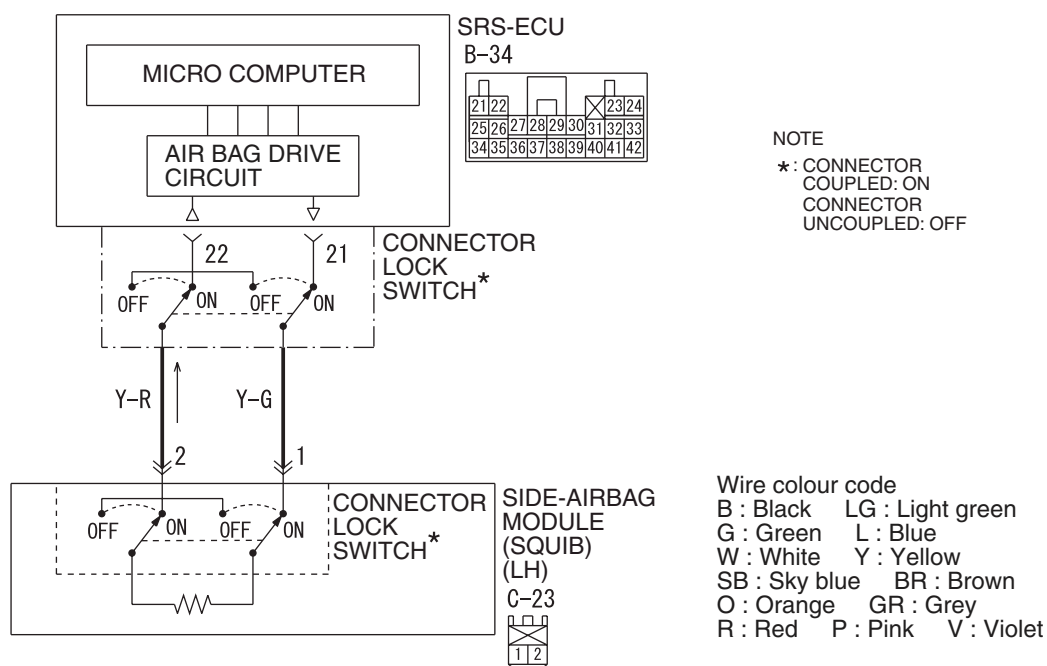 SRS-ECU
B-34
MICRO COMPUTER
AIR BAG DRIVE
CIRCUIT
21 22 23 24
25 26 27 28 29 30 31 32 33
34 35 36 37 38 39 40 41 42
NOTE
*: CONNECTOR
COUPLED: ON
CONNECTOR
UNCOUPLED: OFF
22 21
CONNECTOR
LOCK
SWITCH*
OFF ON OFF ON
Y-R Y-G
2 1
OFF ON OFF ON
CONNECTOR
LOCK
SWITCH*
SIDE-AIRBAG
MODULE
(SQUIB)
(LH)
C-23
1 2
Wire colour code
B : Black LG : Light green
G : Green L : Blue
W : White Y : Yellow
SB : Sky blue BR : Brown
O : Orange GR : Grey
R : Red P : Pink V : Violet